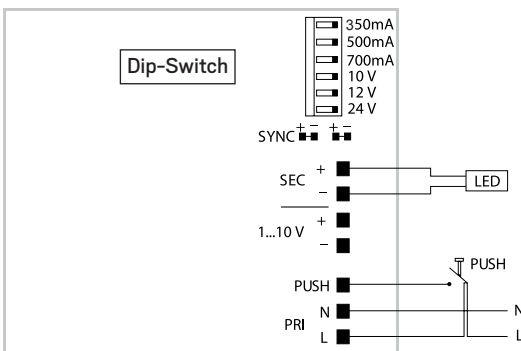 350mA
500mA
Dip-Switch
700mA
10 V
12 V
24 V
+ - + -
SYNC
SEC + LED
-
1...10 V +
-
PUSH
PUSH
PRI N N
L L